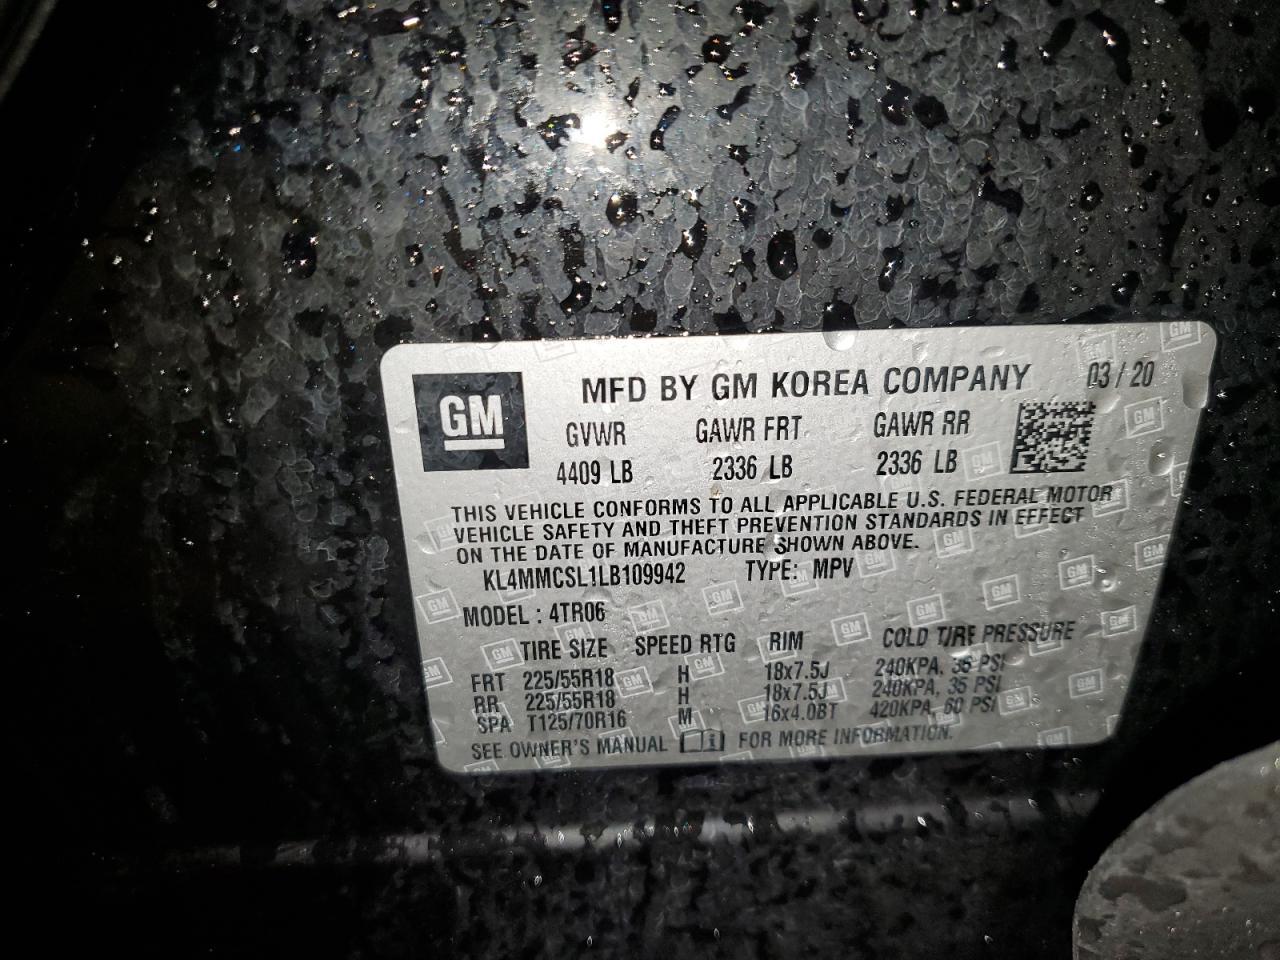 GM
MFD BY GM KOREA COMPANY 03 / 20
GVWR GAWR FRT GAWR RR
4409 LB 2336 LB 2336 LB
THIS VEHICLE CONFORMS TO ALL APPLICABLE U.S. FEDERAL MOTOR
VEHICLE SAFETY AND THEFT PREVENTION STANDARDS IN EFFECT
ON THE DATE OF MANUFACTURE SHOWN ABOVE.
KL4MMCSL1LB109942 TYPE: MPV
MODEL : 4TR06
TIRE SIZE SPEED RTG RIM COLD TIRE PRESSURE
FRT 225/55R18 H 18x7.5J 240KPA, 35 PSI
RR 225/55R18 H 18x7.5J 240KPA, 35 PSI
SPA T125/70R16 M 16x4.0BT 420KPA, 60 PSI
SEE OWNER'S MANUAL FOR MORE INFORMATION.